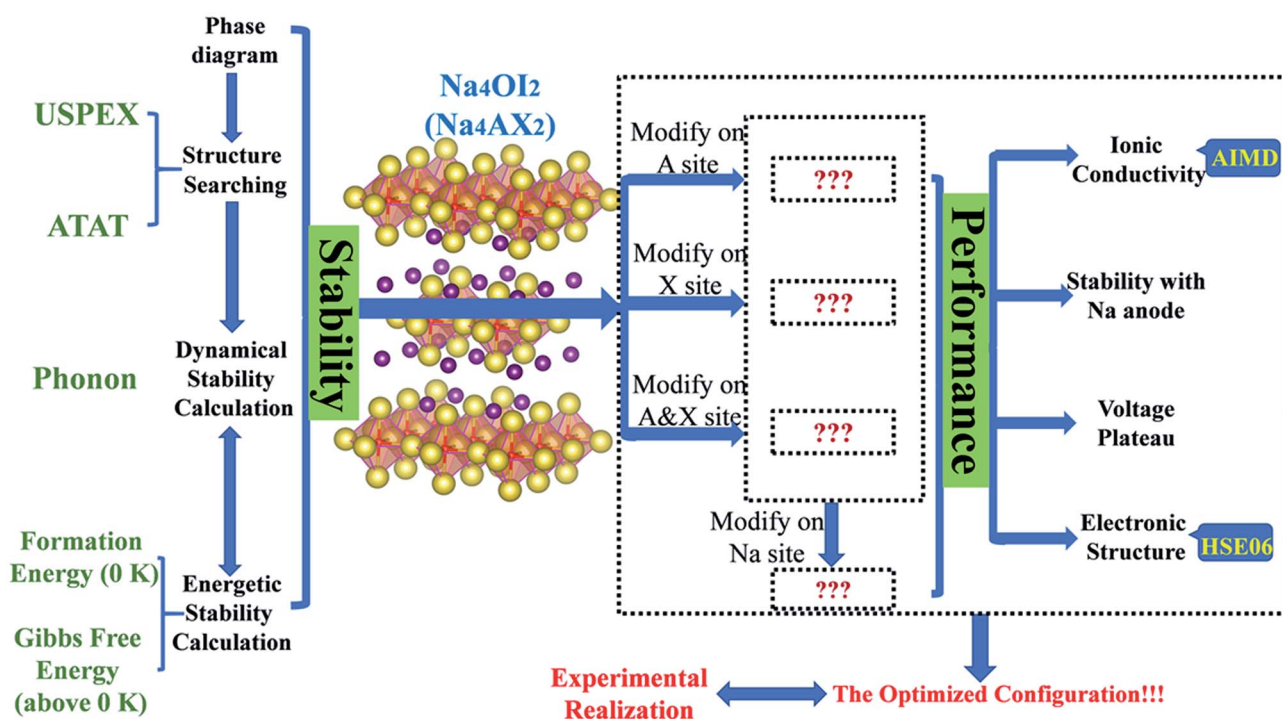 Phase
diagram
USPEX
Structure
Searching
ATAT
Phonon
Dynamical
Stability
Calculation
Formation
Energy (0 K)
Energetic
Stability
Calculation
Gibbs Free
Energy
(above 0 K)
Stability
Na₄OI₂
(Na₄AX₂)
Modify on
A site
???
Modify on
X site
???
Modify on
A&X site
???
Modify on
Na site
???
Performance
Ionic
Conductivity
AIMD
Stability with
Na anode
Voltage
Plateau
Electronic
Structure
HSE06
Experimental
Realization
The Optimized Configuration!!!